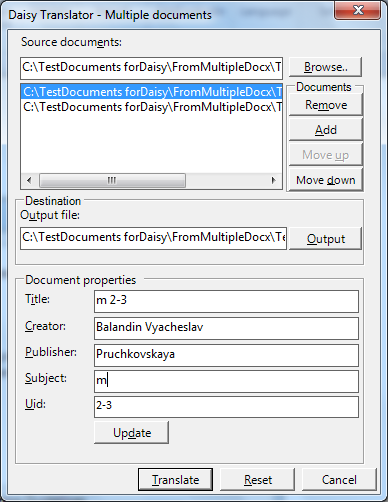 Daisy Translator - Multiple documents
Source documents:
C:\TestDocuments forDaisy\FromMultipleDocx\T
Browse..
Documents
C:\TestDocuments forDaisy\FromMultipleDocx\T
C:\TestDocuments forDaisy\FromMultipleDocx\T
Remove
Add
Move up
Move down
Destination
Output file:
C:\TestDocuments forDaisy\FromMultipleDocx\Te
Output
Document properties
Title:
m 2-3
Creator:
Balandin Vyacheslav
Publisher:
Pruchkovskaya
Subject:
m
Uid:
2-3
Update
Translate
Reset
Cancel